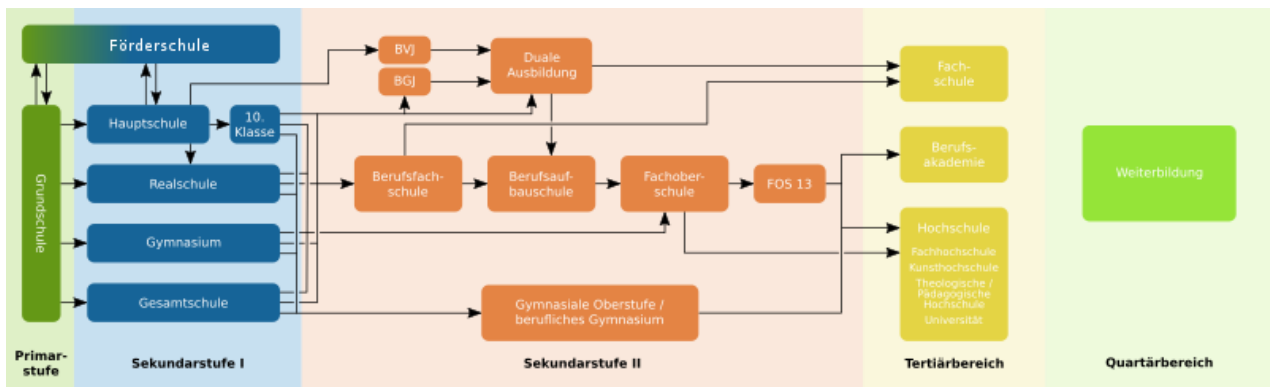 Förderschule
Grundschule
Hauptschule
10.
Klasse
Realschule
Gymnasium
Gesamtschule
BVJ
BGJ
Duale
Ausbildung
Berufsfach-
schule
Berufsauf-
bauschule
Fachober-
schule
FOS 13
Gymnasiale Oberstufe /
berufliches Gymnasium
Fach-
schule
Berufs-
akademie
Hochschule
Fachhochschule
Kunsthochschule
Theologische /
Pädagogische
Hochschule
Universität
Weiterbildung
Primar-
stufe
Sekundarstufe I
Sekundarstufe II
Tertiärbereich
Quartärbereich